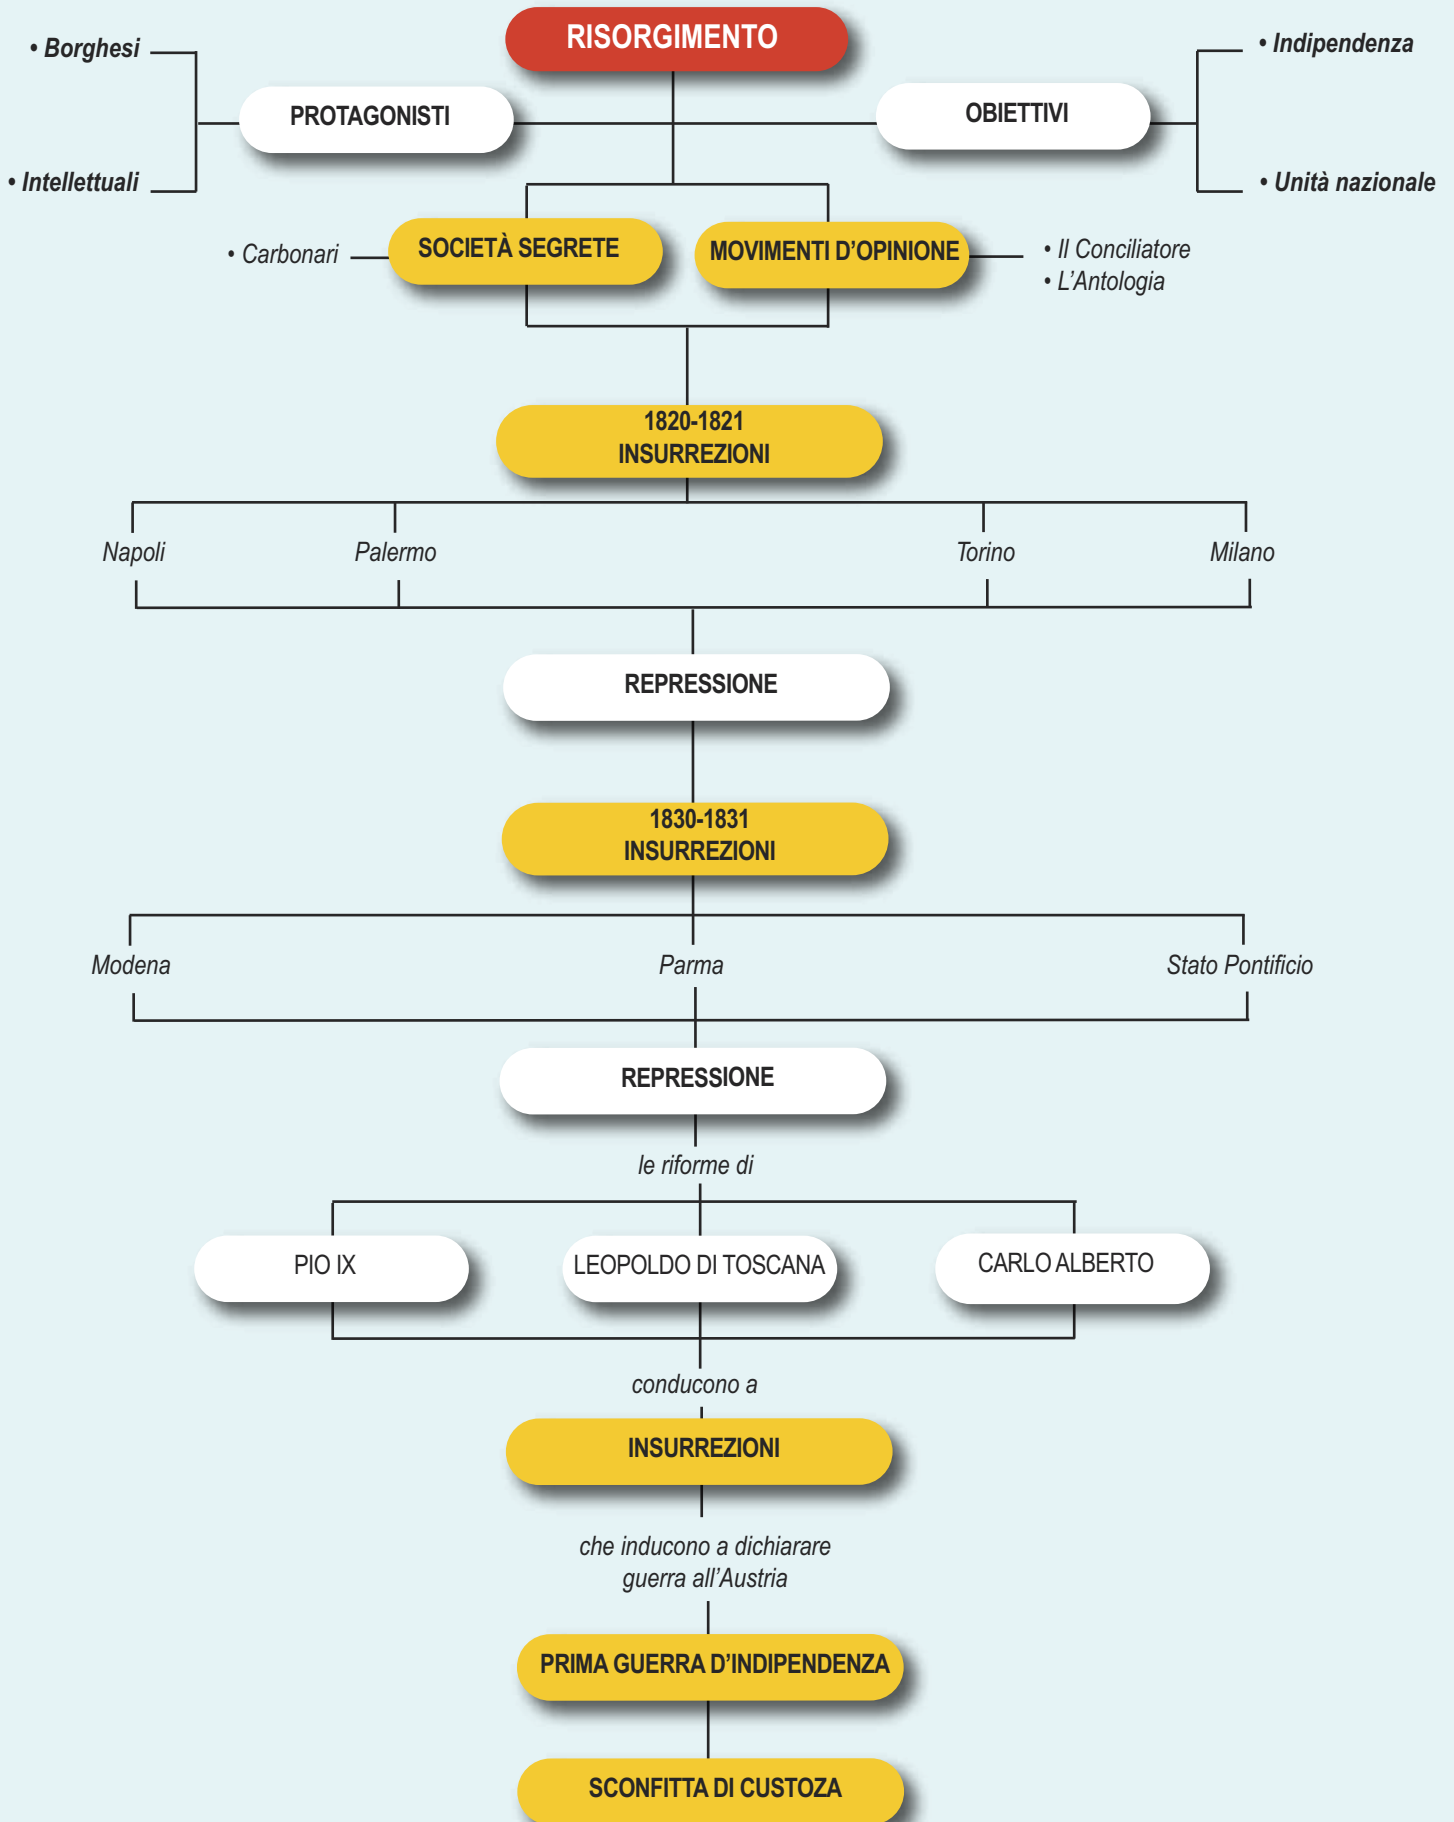 RISORGIMENTO
• Borghesi
• Indipendenza
PROTAGONISTI
OBIETTIVI
• Intellettuali
• Unità nazionale
• Carbonari
SOCIETÀ SEGRETE
MOVIMENTI D’OPINIONE
• Il Conciliatore
• L’Antologia
1820-1821
INSURREZIONI
Napoli
Palermo
Torino
Milano
REPRESSIONE
1830-1831
INSURREZIONI
Modena
Parma
Stato Pontificio
REPRESSIONE
le riforme di
PIO IX
LEOPOLDO DI TOSCANA
CARLO ALBERTO
conducono a
INSURREZIONI
che inducono a dichiarare
guerra all’Austria
PRIMA GUERRA D’INDIPENDENZA
SCONFITTA DI CUSTOZA